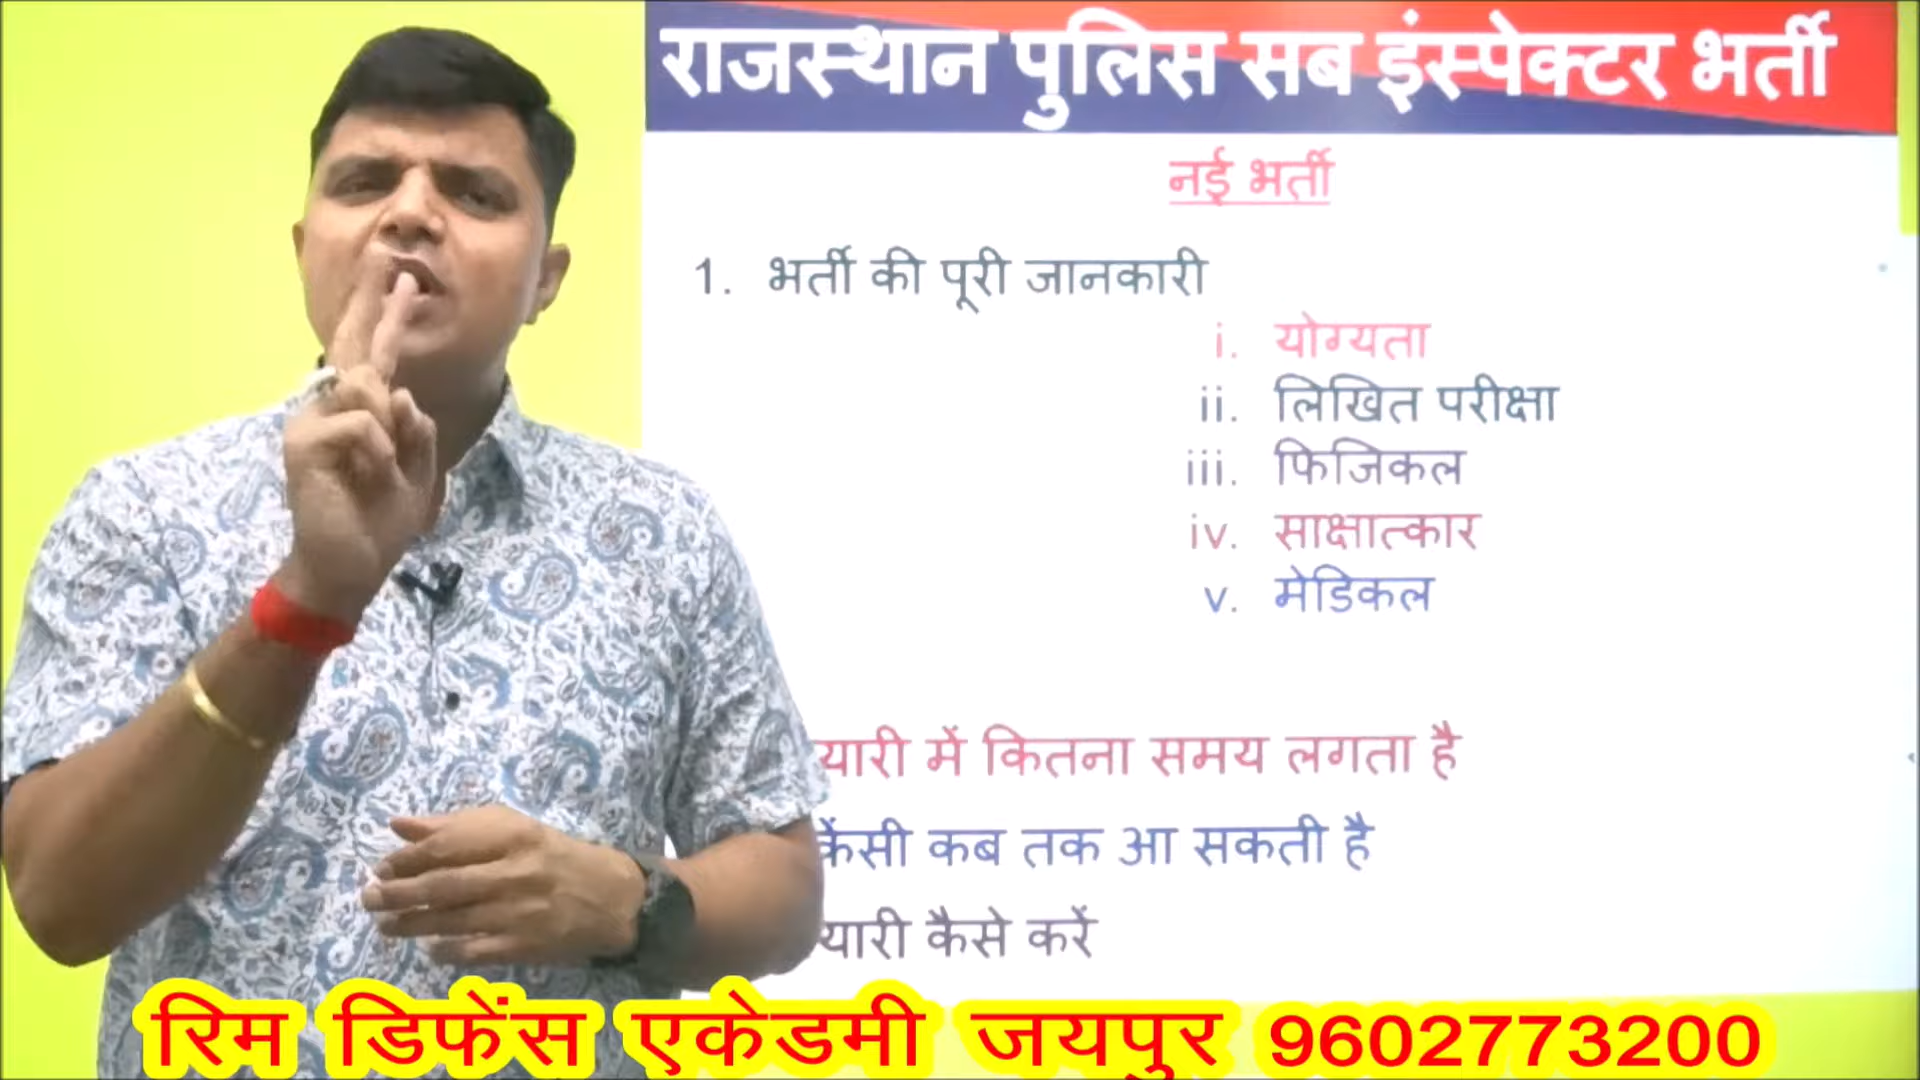 राजस्थान पुलिस सब इंस्पेक्टर भर्ती
नई भर्ती
1. भर्ती की पूरी जानकारी
i. योग्यता
ii. लिखित परीक्षा
iii. फिजिकल
iv. साक्षात्कार
v. मेडिकल
यारी में कितना समय लगता है
केंसी कब तक आ सकती है
यारी कैसे करें
रिम डिफेंस एकेडमी जयपुर 9602773200